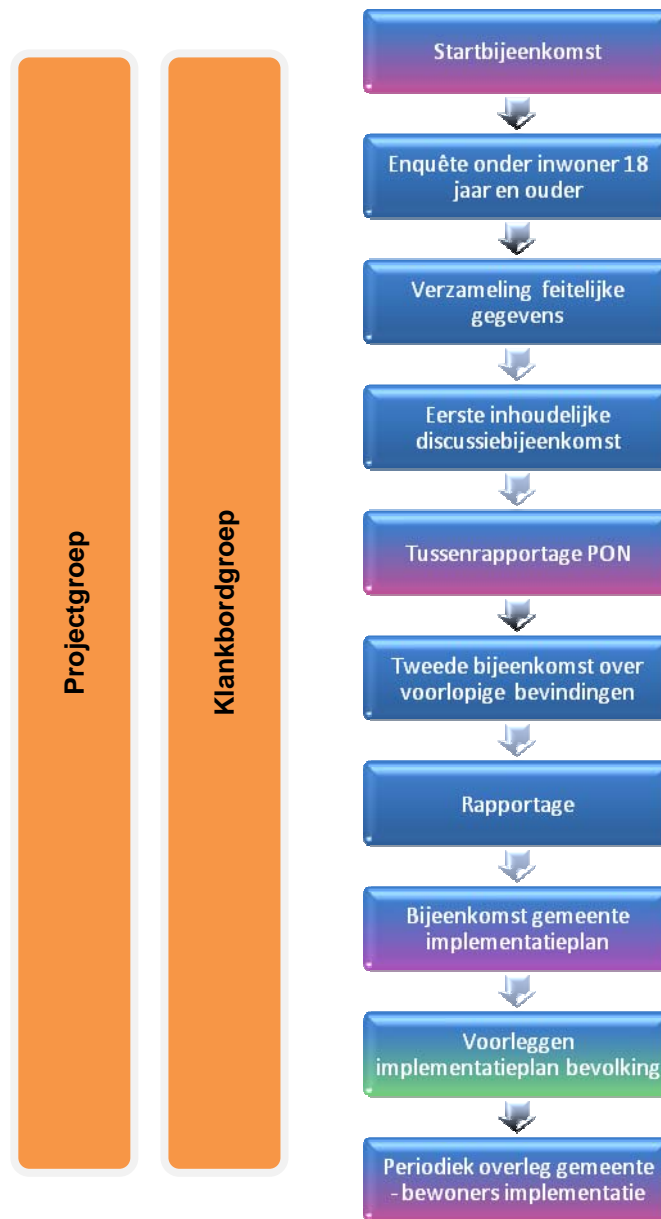 Projectgroep
Klankbordgroep
Startbijeenkomst
Enquête onder inwoner 18
jaar en ouder
Verzameling feitelijke
gegevens
Eerste inhoudelijke
discussiebijeenkomst
Tussenrapportage PON
Tweede bijeenkomst over
voorlopige bevindingen
Rapportage
Bijeenkomst gemeente
implementatieplan
Voorleggen
implementatieplan bevolking
Periodiek overleg gemeente
- bewoners implementatie